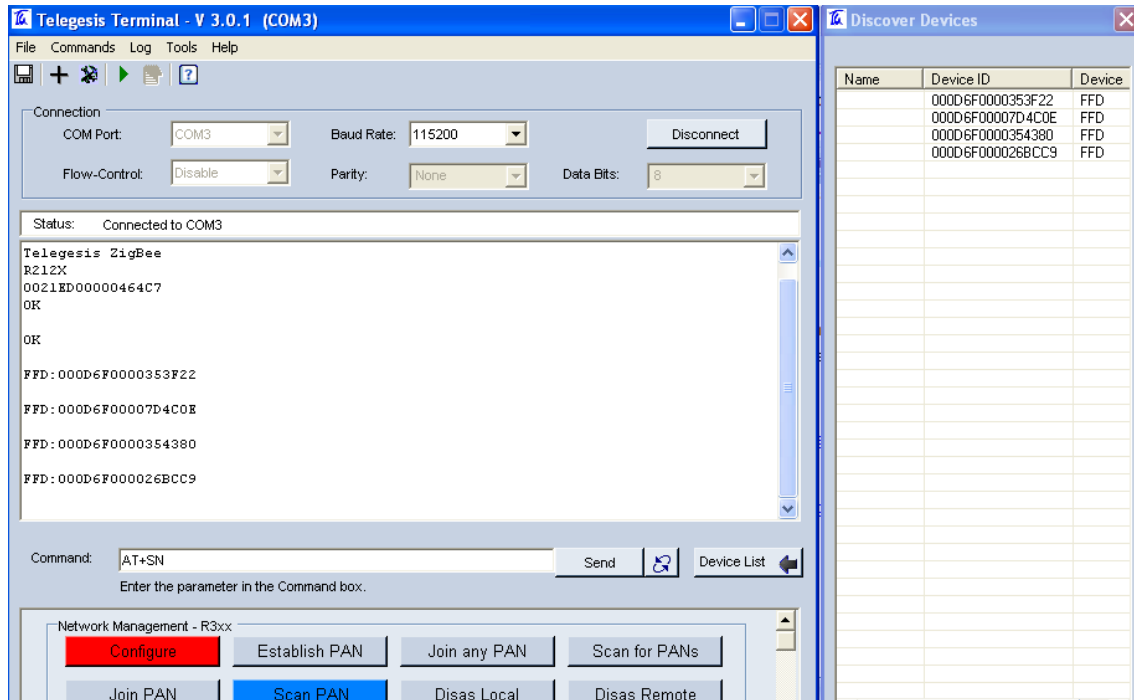 Telegesis Terminal - V 3.0.1 (COM3)
File Commands Log Tools Help
Connection
COM Port: COM3 Baud Rate: 115200 Disconnect
Flow-Control: Disable Parity: None Data Bits: 8
Status: Connected to COM3
Telegesis ZigBee
R212X
0021ED00000464C7
OK
OK
FFD:000D6F0000353F22
FFD:000D6F00007D4C0E
FFD:000D6F0000354380
FFD:000D6F000026BCC9
Command: AT+SN Send Device List
Enter the parameter in the Command box.
Network Management - R3xx
Configure Establish PAN Join any PAN Scan for PANs
Join PAN Scan PAN Disas Local Disas Remote
Discover Devices
Name Device ID Device
000D6F0000353F22 FFD
000D6F00007D4C0E FFD
000D6F0000354380 FFD
000D6F000026BCC9 FFD